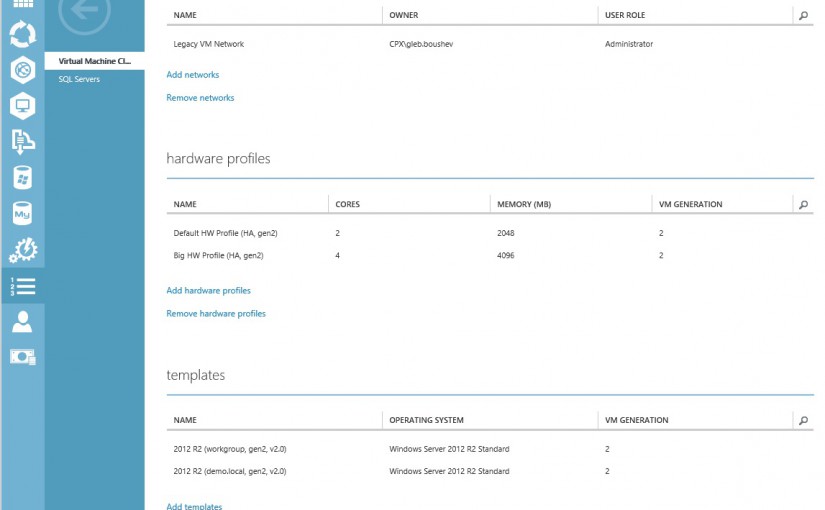 NAME OWNER USER ROLE
Legacy VM Network CPX\gleb.boushev Administrator
Virtual Machine Cl...
SQL Servers
Add networks
Remove networks
hardware profiles
NAME CORES MEMORY (MB) VM GENERATION
Default HW Profile (HA, gen2) 2 2048 2
Big HW Profile (HA, gen2) 4 4096 2
My
1
2
3
Add hardware profiles
Remove hardware profiles
templates
NAME OPERATING SYSTEM VM GENERATION
2012 R2 (workgroup, gen2, v2.0) Windows Server 2012 R2 Standard 2
2012 R2 (demo.local, gen2, v2.0) Windows Server 2012 R2 Standard 2
Add templates